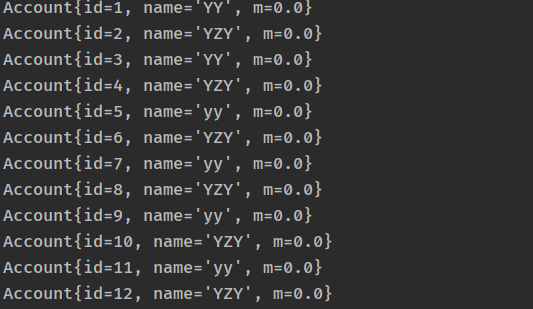 Account{id=1, name='YY', m=0.0}
Account{id=2, name='YZY', m=0.0}
Account{id=3, name='YY', m=0.0}
Account{id=4, name='YZY', m=0.0}
Account{id=5, name='yy', m=0.0}
Account{id=6, name='YZY', m=0.0}
Account{id=7, name='yy', m=0.0}
Account{id=8, name='YZY', m=0.0}
Account{id=9, name='yy', m=0.0}
Account{id=10, name='YZY', m=0.0}
Account{id=11, name='yy', m=0.0}
Account{id=12, name='YZY', m=0.0}